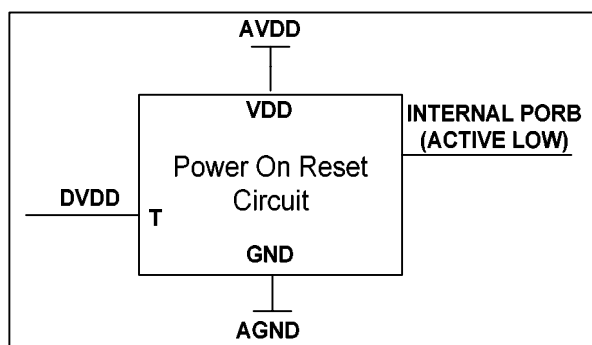 AVDD
VDD
INTERNAL PORB
(ACTIVE LOW)
Power On Reset
Circuit
DVDD
T
GND
AGND